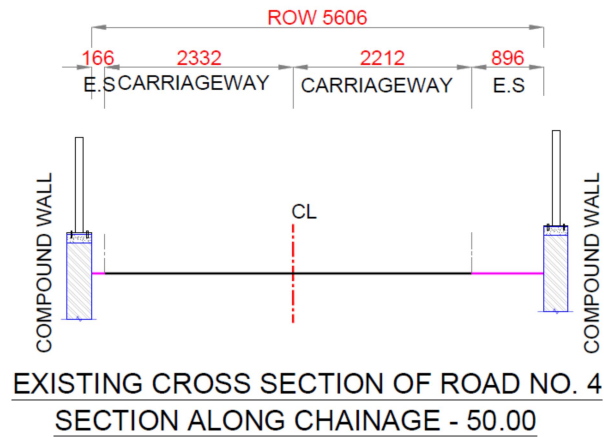 ROW 5606
166 2332 2212 896
E.S CARRIAGEWAY CARRIAGEWAY E.S
CL
COMPOUND WALL
COMPOUND WALL
EXISTING CROSS SECTION OF ROAD NO. 4
SECTION ALONG CHAINAGE - 50.00